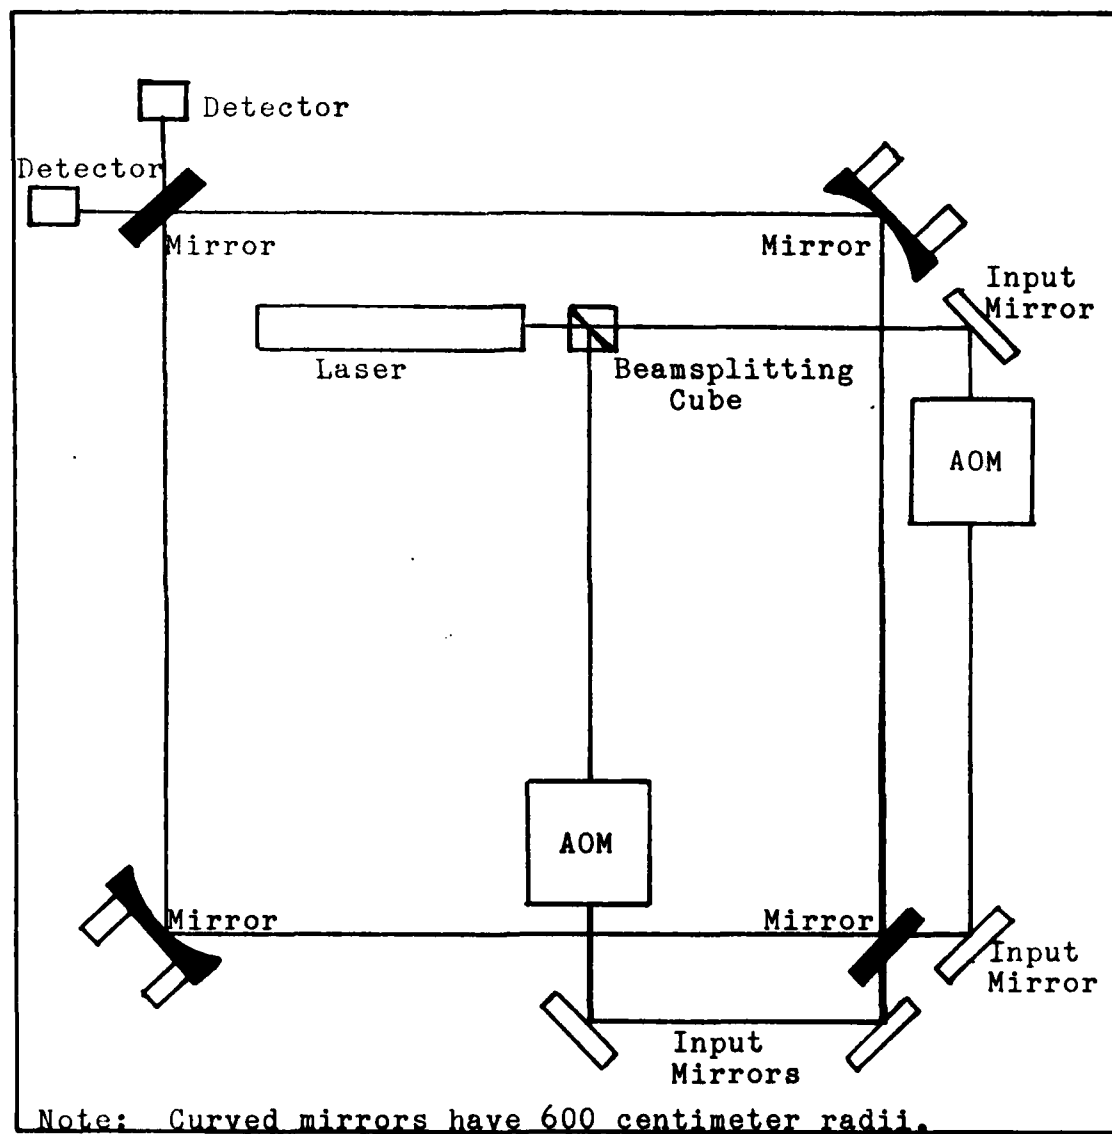 Detector
Detector
Mirror
Mirror
Input
Mirror
Laser
Beamsplitting
Cube
AOM
AOM
Mirror
Mirror
Input
Mirror
Input
Mirrors
Note: Curved mirrors have 600 centimeter radii.